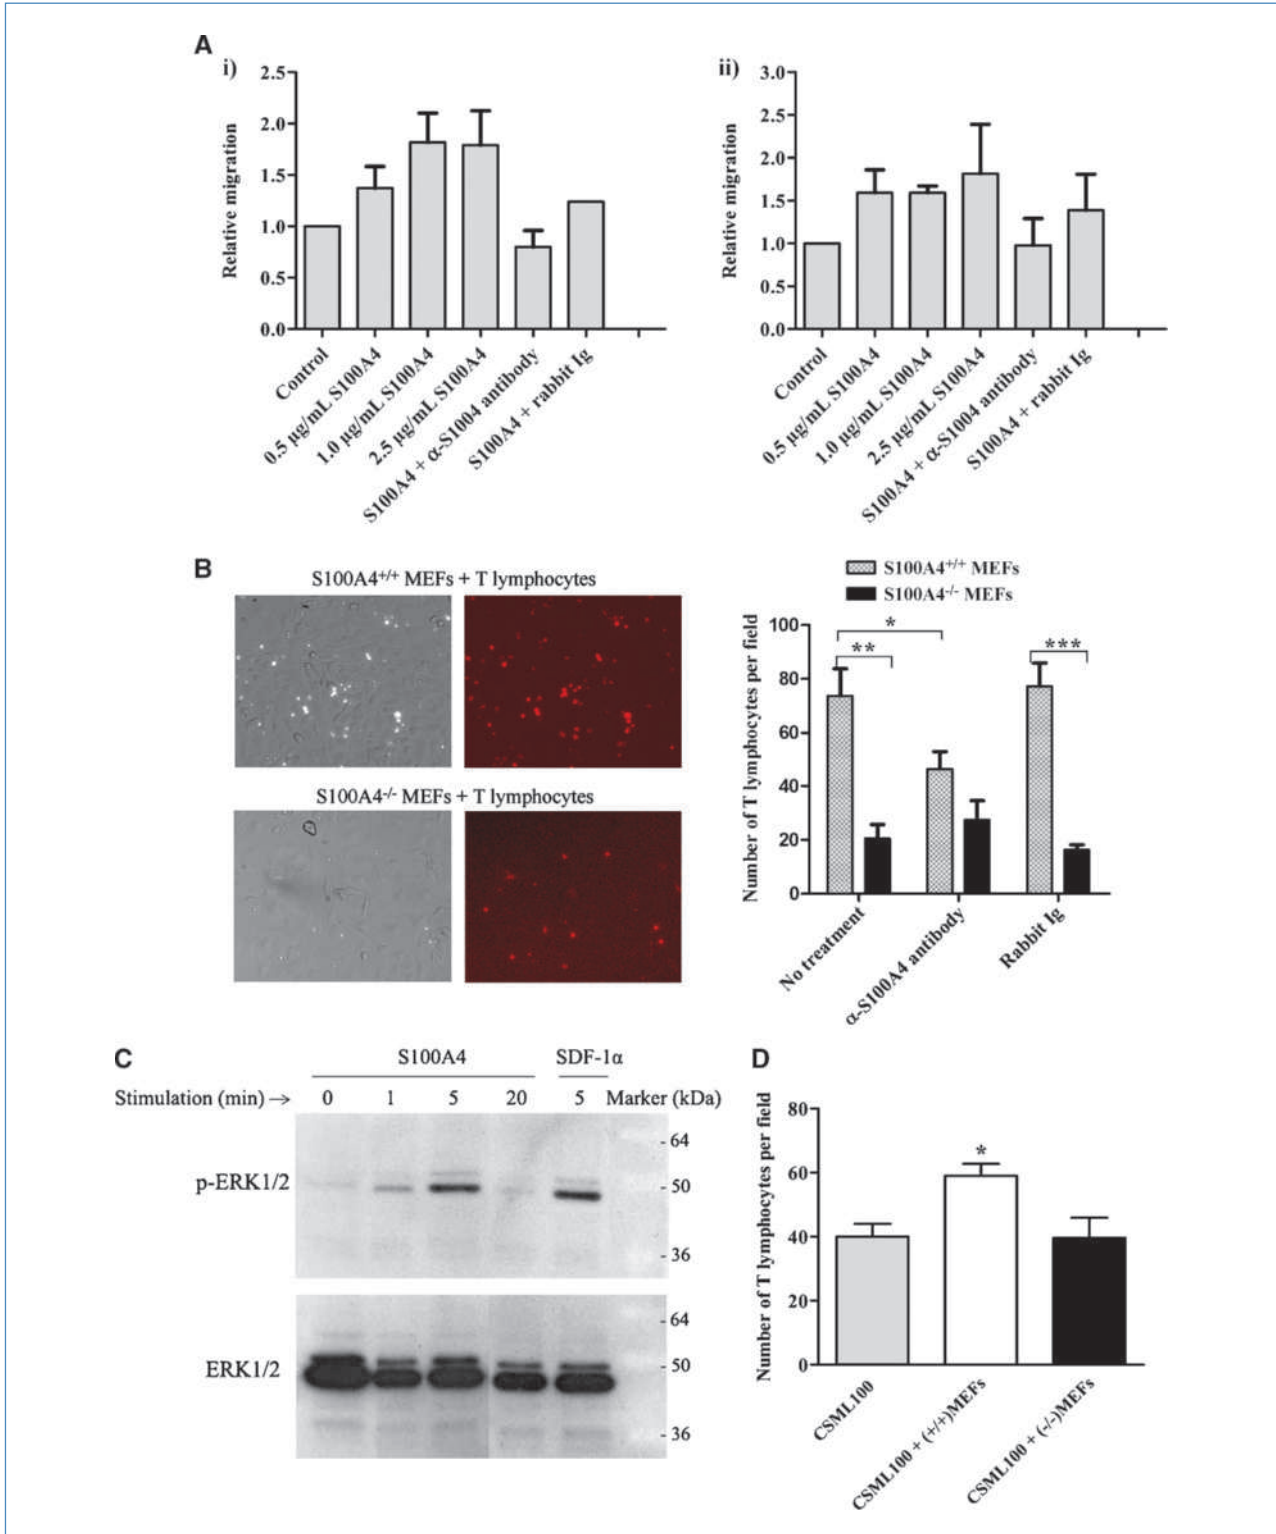 A
i)
2.5
2.0
1.5
1.0
0.5
0.0
Relative migration
Control
0.5 µg/mL S100A4
1.0 µg/mL S100A4
2.5 µg/mL S100A4
S100A4 + α-S1004 antibody
S100A4 + rabbit Ig
ii)
3.0
2.5
2.0
1.5
1.0
0.5
0.0
Relative migration
Control
0.5 µg/mL S100A4
1.0 µg/mL S100A4
2.5 µg/mL S100A4
S100A4 + α-S1004 antibody
S100A4 + rabbit Ig
B
S100A4+/+ MEFs + T lymphocytes
S100A4-/- MEFs + T lymphocytes
S100A4+/+ MEFs
S100A4-/- MEFs
Number of T lymphocytes per field
100
80
60
40
20
0
*
**
***
No treatment
α-S100A4 antibody
Rabbit Ig
C
S100A4 SDF-1α
Stimulation (min) → 0 1 5 20 5 Marker (kDa)
p-ERK1/2
- 64
- 50
- 36
ERK1/2
- 64
- 50
- 36
D
Number of T lymphocytes per field
80
60
40
20
0
*
CSML100
CSML100 + (+/+)MEFs
CSML100 + (-/-)MEFs